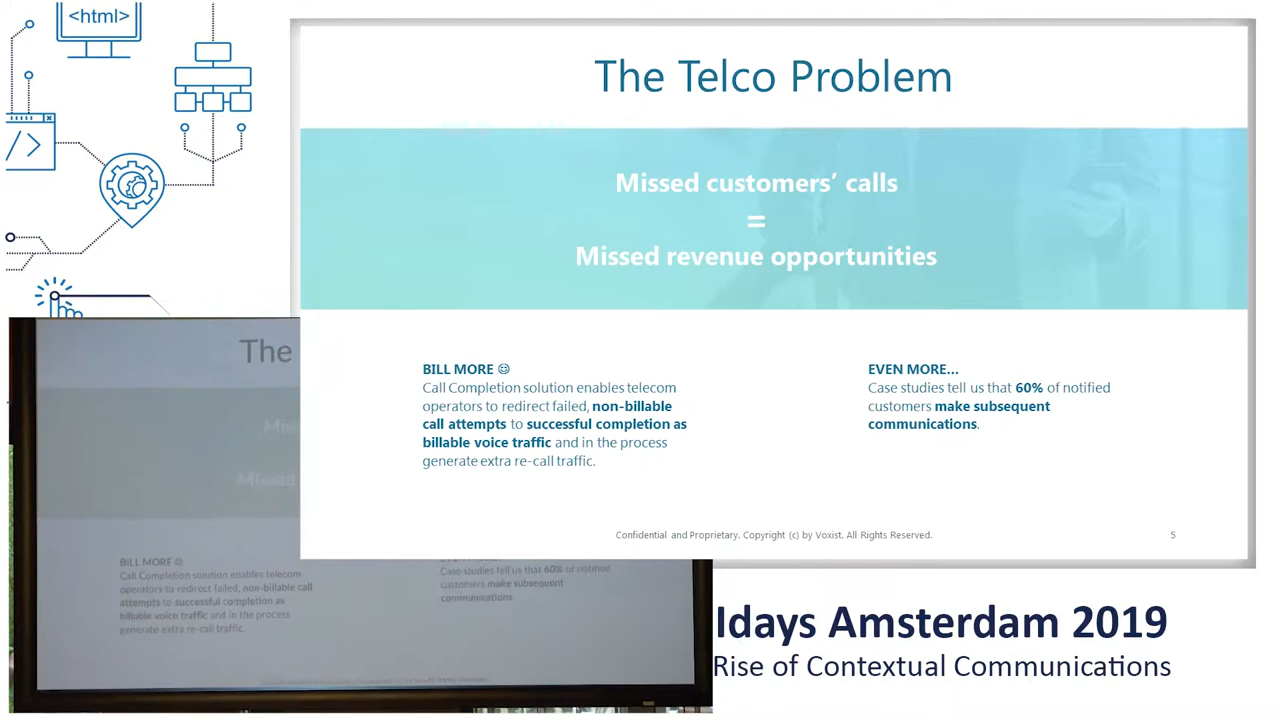 <html>
</>
The Telco Problem
Missed customers’ calls
=
Missed revenue opportunities
BILL MORE ☺
Call Completion solution enables telecom
operators to redirect failed, non-billable
call attempts to successful completion as
billable voice traffic and in the process
generate extra re-call traffic.
EVEN MORE...
Case studies tell us that 60% of notified
customers make subsequent
communications.
Confidential and Proprietary. Copyright (c) by Voxist. All Rights Reserved.
5
The
BILL MORE ☺
Call Completion solution enables telecom
operators to redirect failed, non-billable call
attempts to successful completion as
billable voice traffic and in the process
generate extra re-call traffic.
Case studies tell us that 60% of notified
customers make subsequent
communications.
Idays Amsterdam 2019
Rise of Contextual Communications